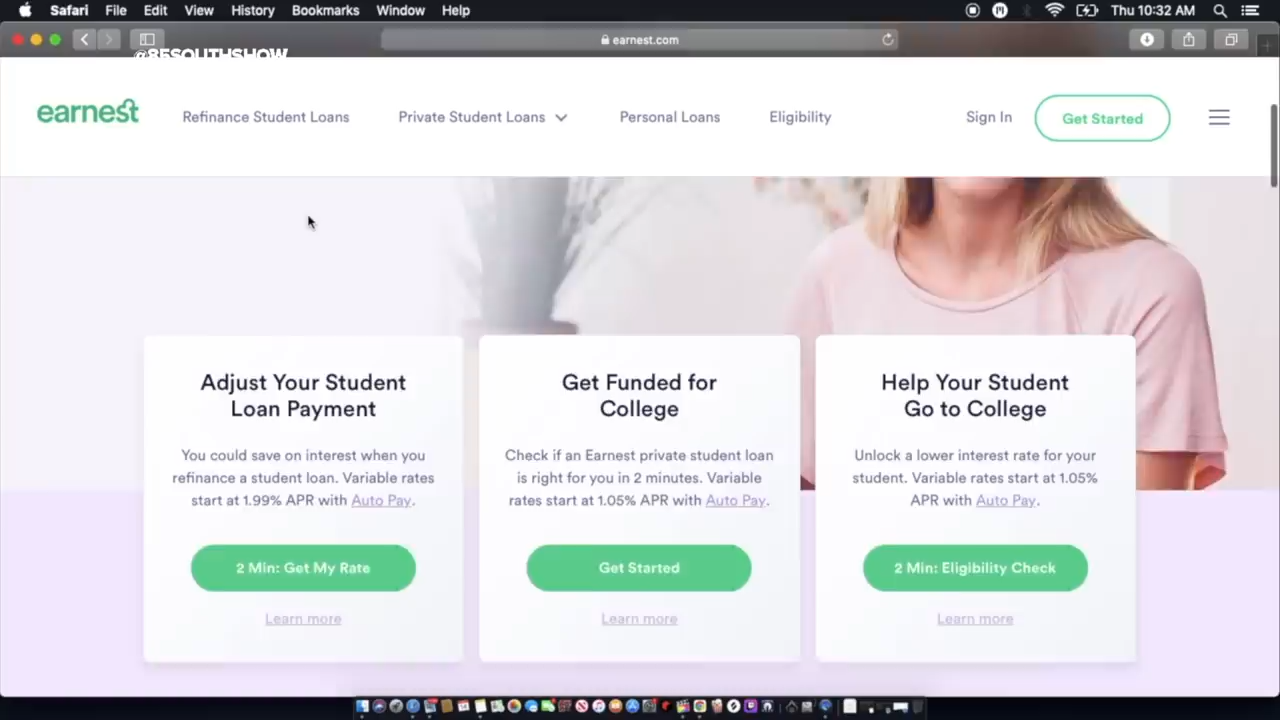 Safari File Edit View History Bookmarks Window Help Thu 10:32 AM
@85SOUTHSHOW
earnest.com
earnest Refinance Student Loans Private Student Loans Personal Loans Eligibility Sign In Get Started
Adjust Your Student
Loan Payment
You could save on interest when you
refinance a student loan. Variable rates
start at 1.99% APR with Auto Pay.
2 Min: Get My Rate
Learn more
Get Funded for
College
Check if an Earnest private student loan
is right for you in 2 minutes. Variable
rates start at 1.05% APR with Auto Pay.
Get Started
Learn more
Help Your Student
Go to College
Unlock a lower interest rate for your
student. Variable rates start at 1.05%
APR with Auto Pay.
2 Min: Eligibility Check
Learn more